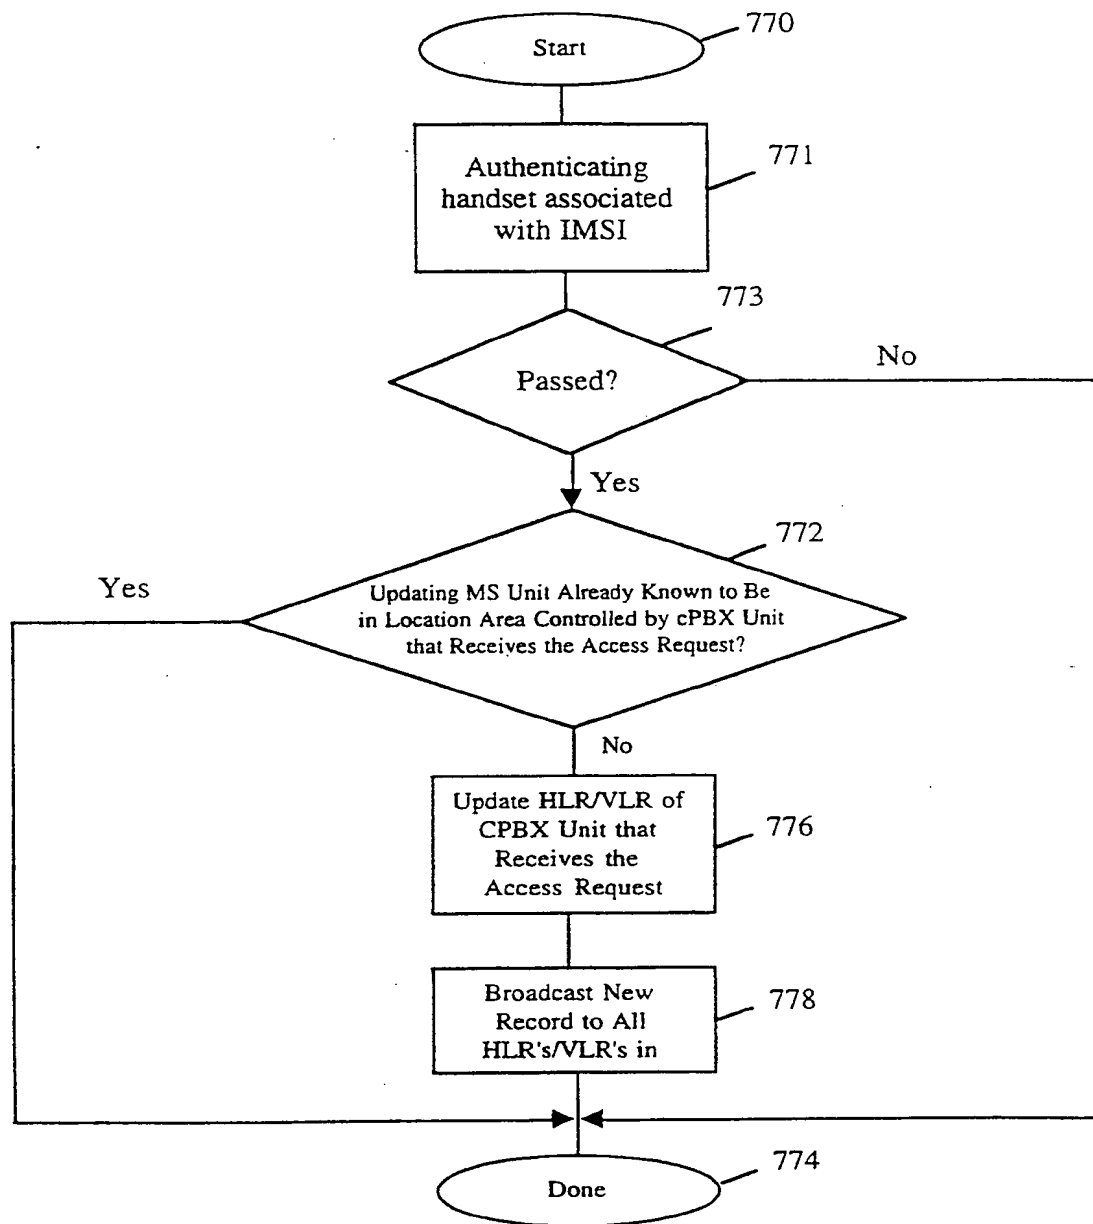 770
Start
771
Authenticating
handset associated
with IMSI
773
Passed?
No
Yes
772
Yes
Updating MS Unit Already Known to Be
in Location Area Controlled by cPBX Unit
that Receives the Access Request?
No
Update HLR/VLR of
CPBX Unit that
Receives the
Access Request
776
Broadcast New
Record to All
HLR's/VLR's in
778
774
Done